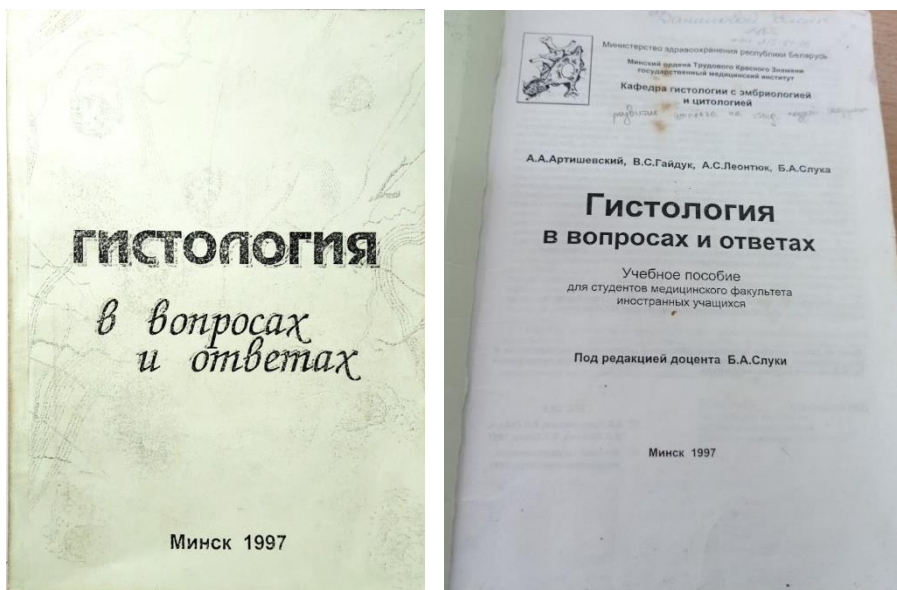 ГИСТОЛОГИЯ
в вопросах
и ответах
Минск 1997
Министерство здравоохранения республики Беларусь
Минский ордена Трудового Красного Знамени
государственный медицинский институт
Кафедра гистологии с эмбриологией
и цитологией
А.А.Артишевский, В.С.Гайдук, А.С.Леонтюк, Б.А.Слука
Гистология
в вопросах и ответах
Учебное пособие
для студентов медицинского факультета
иностранных учащихся
Под редакцией доцента Б.А.Слуки
Минск 1997